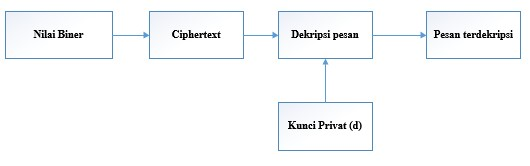 Nilai Biner
Ciphertext
Dekripsi pesan
Pesan terdekripsi
Kunci Privat (d)